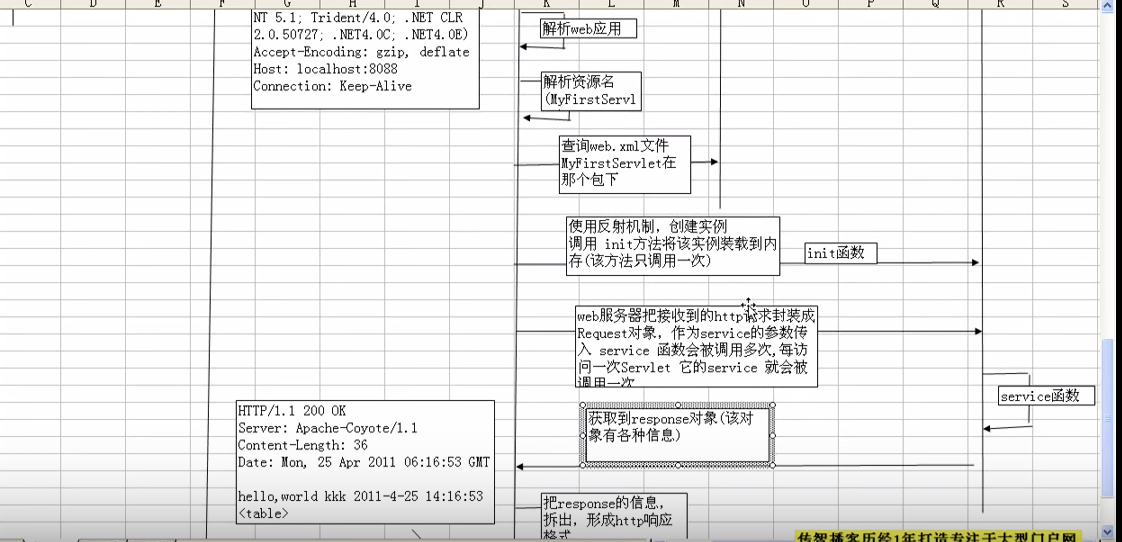 C D E F G H I J K L M N O P Q R S
NT 5.1; Trident/4.0; .NET CLR
2.0.50727; .NET4.0C; .NET4.0E)
Accept-Encoding: gzip, deflate
Host: localhost:8088
Connection: Keep-Alive
解析web应用
解析资源名
(MyFirstServl
查询web.xml文件
MyFirstServlet在
那个包下
使用反射机制，创建实例
调用 init方法将该实例装载到内
存(该方法只调用一次)
init函数
web服务器把接收到的http请求封装成
Request对象，作为service的参数传
入 service 函数会被调用多次,每访
问一次Servlet 它的service 就会被
调用一次
service函数
获取到response对象(该对
象有各种信息)
HTTP/1.1 200 OK
Server: Apache-Coyote/1.1
Content-Length: 36
Date: Mon, 25 Apr 2011 06:16:53 GMT
hello,world kkk 2011-4-25 14:16:53
<table>
把response的信息，
拆出，形成http响应
格式
传智播客历经1年打造专注于大型门户网